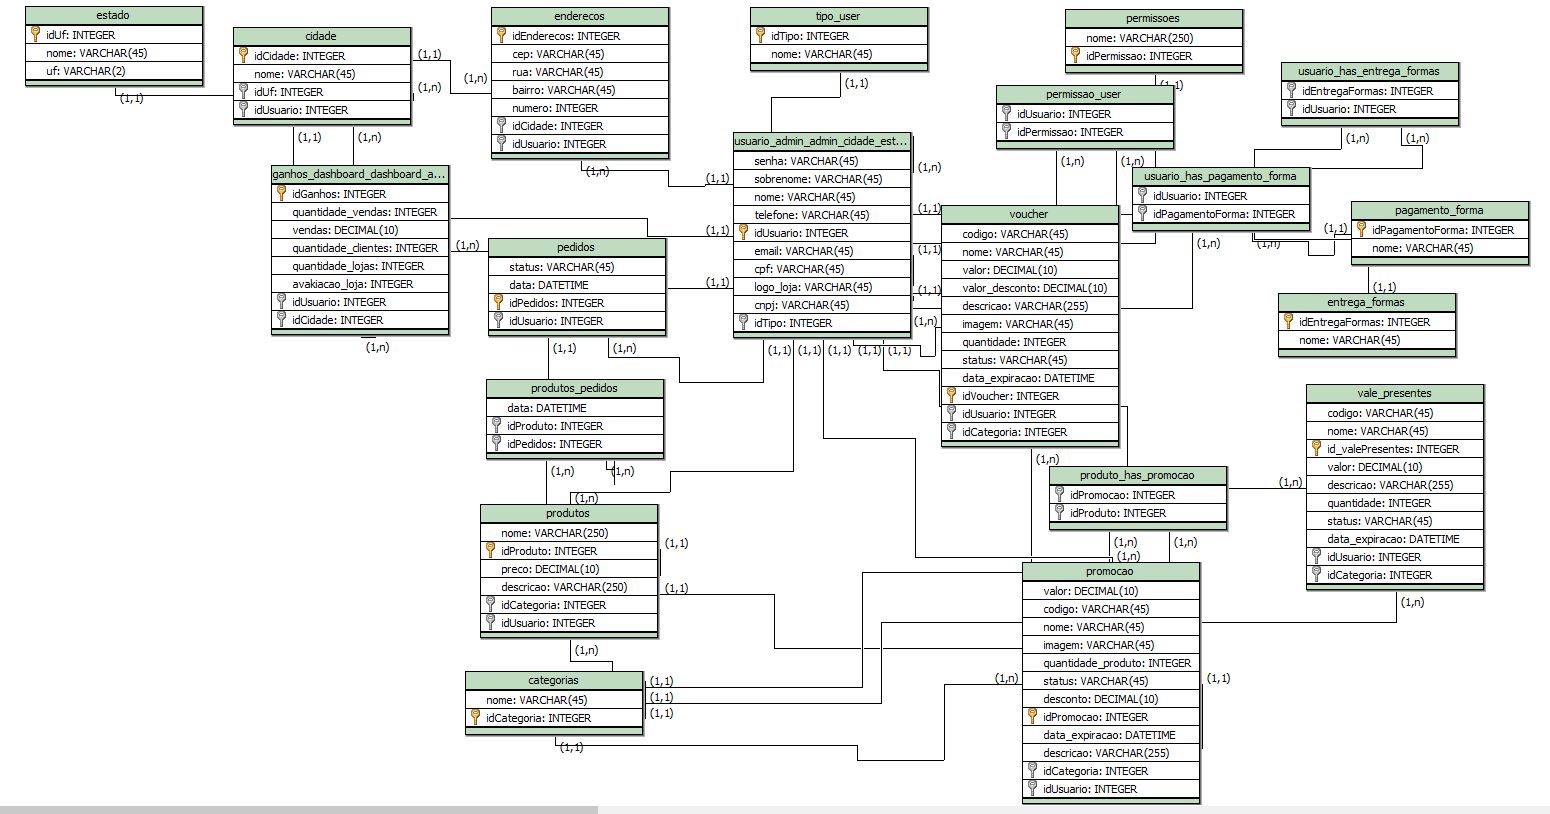 estado
idUf: INTEGER
nome: VARCHAR(45)
uf: VARCHAR(2)
(1,1)
cidade
idCidade: INTEGER
nome: VARCHAR(45)
idUf: INTEGER
idUsuario: INTEGER
(1,1)
(1,n)
(1,n)
(1,1)
(1,n)
enderecos
idEnderecos: INTEGER
cep: VARCHAR(45)
rua: VARCHAR(45)
bairro: VARCHAR(45)
numero: INTEGER
idCidade: INTEGER
idUsuario: INTEGER
(1,n)
tipo_user
idTipo: INTEGER
nome: VARCHAR(45)
(1,1)
permissoes
nome: VARCHAR(250)
idPermissao: INTEGER
(1,1)
permissao_user
idUsuario: INTEGER
idPermissao: INTEGER
(1,n)
(1,n)
usuario_has_entrega_formas
idEntregaFormas: INTEGER
idUsuario: INTEGER
(1,n)
(1,n)
usuario_has_pagamento_forma
idUsuario: INTEGER
idPagamentoForma: INTEGER
(1,n)
(1,n)
(1,1)
pagamento_forma
idPagamentoForma: INTEGER
nome: VARCHAR(45)
(1,1)
entrega_formas
idEntregaFormas: INTEGER
nome: VARCHAR(45)
ganhos_dashboard_dashboard_a...
idGanhos: INTEGER
quantidade_vendas: INTEGER
vendas: DECIMAL(10)
quantidade_clientes: INTEGER
quantidade_lojas: INTEGER
avakiacao_loja: INTEGER
idUsuario: INTEGER
idCidade: INTEGER
(1,n)
(1,n)
usuario_admin_admin_cidade_est...
senha: VARCHAR(45)
sobrenome: VARCHAR(45)
nome: VARCHAR(45)
telefone: VARCHAR(45)
idUsuario: INTEGER
email: VARCHAR(45)
cpf: VARCHAR(45)
logo_loja: VARCHAR(45)
cnpj: VARCHAR(45)
idTipo: INTEGER
(1,1)
(1,1)
(1,1)
(1,n)
(1,1)
(1,1)
(1,1)
(1,n)
(1,1)
(1,1)
(1,1)
(1,1)
(1,1)
pedidos
status: VARCHAR(45)
data: DATETIME
idPedidos: INTEGER
idUsuario: INTEGER
(1,1)
(1,n)
voucher
codigo: VARCHAR(45)
nome: VARCHAR(45)
valor: DECIMAL(10)
valor_desconto: DECIMAL(10)
descricao: VARCHAR(255)
imagem: VARCHAR(45)
quantidade: INTEGER
status: VARCHAR(45)
data_expiracao: DATETIME
idVoucher: INTEGER
idUsuario: INTEGER
idCategoria: INTEGER
(1,n)
produtos_pedidos
data: DATETIME
idProduto: INTEGER
idPedidos: INTEGER
(1,n)
(1,n)
(1,n)
produtos
nome: VARCHAR(250)
idProduto: INTEGER
preco: DECIMAL(10)
descricao: VARCHAR(250)
idCategoria: INTEGER
idUsuario: INTEGER
(1,1)
(1,1)
(1,n)
produto_has_promocao
idPromocao: INTEGER
idProduto: INTEGER
(1,n)
(1,n)
(1,n)
vale_presentes
codigo: VARCHAR(45)
nome: VARCHAR(45)
id_valePresentes: INTEGER
valor: DECIMAL(10)
descricao: VARCHAR(255)
quantidade: INTEGER
status: VARCHAR(45)
data_expiracao: DATETIME
idUsuario: INTEGER
idCategoria: INTEGER
(1,n)
(1,n)
categorias
nome: VARCHAR(45)
idCategoria: INTEGER
(1,1)
(1,1)
(1,1)
(1,1)
promocao
valor: DECIMAL(10)
codigo: VARCHAR(45)
nome: VARCHAR(45)
imagem: VARCHAR(45)
quantidade_produto: INTEGER
status: VARCHAR(45)
desconto: DECIMAL(10)
idPromocao: INTEGER
data_expiracao: DATETIME
descricao: VARCHAR(255)
idCategoria: INTEGER
idUsuario: INTEGER
(1,n)
(1,1)